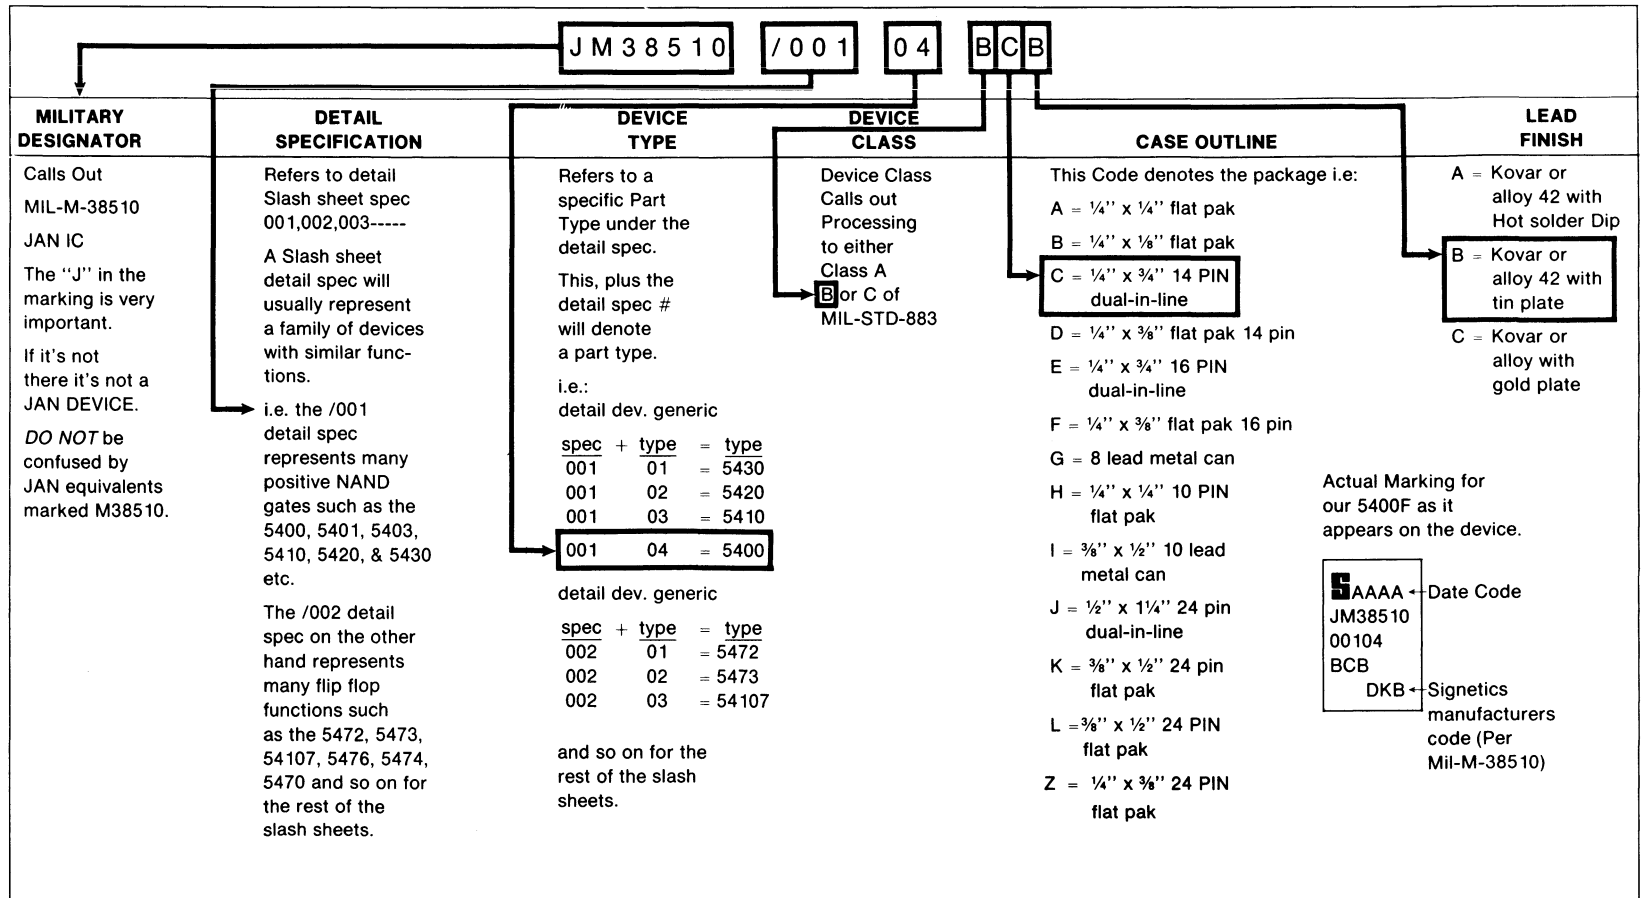 JM38510 /001 04 B C B
MILITARY
DESIGNATOR
Calls Out
MIL-M-38510
JAN IC
The "J" in the
marking is very
important.
If it's not
there it's not a
JAN DEVICE.
DO NOT be
confused by
JAN equivalents
marked M38510.
DETAIL
SPECIFICATION
Refers to detail
Slash sheet spec
001,002,003-----
A Slash sheet
detail spec will
usually represent
a family of devices
with similar func-
tions.
i.e. the /001
detail spec
represents many
positive NAND
gates such as the
5400, 5401, 5403,
5410, 5420, & 5430
etc.
The /002 detail
spec on the other
hand represents
many flip flop
functions such
as the 5472, 5473,
54107, 5476, 5474,
5470 and so on for
the rest of the
slash sheets.
DEVICE
TYPE
Refers to a
specific Part
Type under the
detail spec.
This, plus the
detail spec #
will denote
a part type.
i.e.:
detail dev. generic
spec + type = type
001 01 = 5430
001 02 = 5420
001 03 = 5410
001 04 = 5400
detail dev. generic
spec + type = type
002 01 = 5472
002 02 = 5473
002 03 = 54107
and so on for the
rest of the slash
sheets.
DEVICE
CLASS
Device Class
Calls out
Processing
to either
Class A
B or C of
MIL-STD-883
CASE OUTLINE
This Code denotes the package i.e:
A = ¼'' x ¼'' flat pak
B = ¼'' x ⅛'' flat pak
C = ¼'' x ¾'' 14 PIN
dual-in-line
D = ¼'' x ⅜'' flat pak 14 pin
E = ¼'' x ¾'' 16 PIN
dual-in-line
F = ¼'' x ⅜'' flat pak 16 pin
G = 8 lead metal can
H = ¼'' x ¼'' 10 PIN
flat pak
I = ⅜'' x ½'' 10 lead
metal can
J = ½'' x 1¼'' 24 pin
dual-in-line
K = ⅜'' x ½'' 24 pin
flat pak
L =⅜'' x ½'' 24 PIN
flat pak
Z = ¼'' x ⅜'' 24 PIN
flat pak
LEAD
FINISH
A = Kovar or
alloy 42 with
Hot solder Dip
B = Kovar or
alloy 42 with
tin plate
C = Kovar or
alloy with
gold plate
Actual Marking for
our 5400F as it
appears on the device.
S AAAA Date Code
JM38510
00104
BCB
DKB Signetics
manufacturers
code (Per
Mil-M-38510)